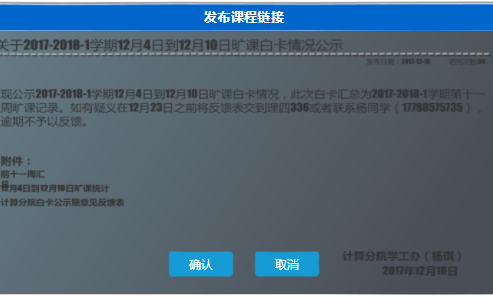 发布课程链接
关于2017-2018-1学期12月4日到12月10日旷课白卡情况公示
发布日期：2017-12-18 访问次数:
现公示2017-2018-1学期12月4日到12月10日旷课白卡情况，此次白卡汇总为2017-2018-1学期第十一
周旷课记录。如有疑义在12月23日之前将反馈表交到理四336或者联系杨同学（17788575735），
逾期不予以反馈。
附件：
前十一周汇
总
12月4日到12月10日旷课统计
计算分院白卡公示期意见反馈表
确认 取消
计算分院学工办（杨琪）
2017年12月18日